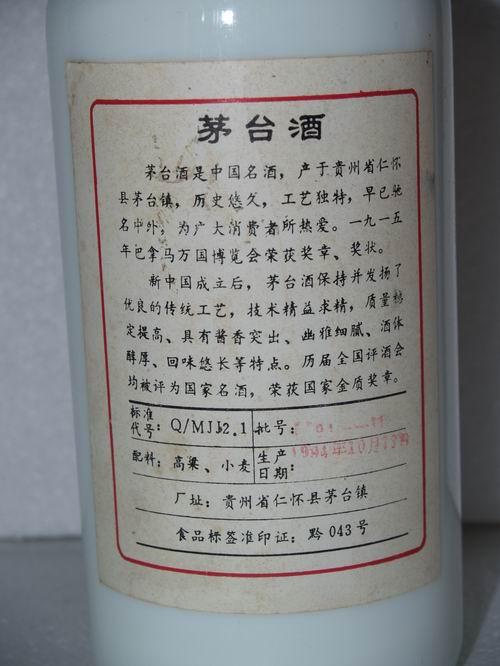 茅台酒
茅台酒是中国名酒，产于贵州省仁怀
县茅台镇，历史悠久，工艺独特，早已驰
名中外，为广大消费者所热爱。一九一五
年巴拿马万国博览会荣获奖章、奖状。
新中国成立后，茅台酒保持并发扬了
优良的传统工艺，技术精益求精，质量稳
定提高、具有酱香突出、幽雅细腻、酒体
醇厚、回味悠长等特点。历届全国评酒会
均被评为国家名酒，荣获国家金质奖章。
标准代号：Q/MJJ2.1 批号：
配料：高粱、小麦 生产日期：
厂址：贵州省仁怀县茅台镇
食品标签准印证：黔043号